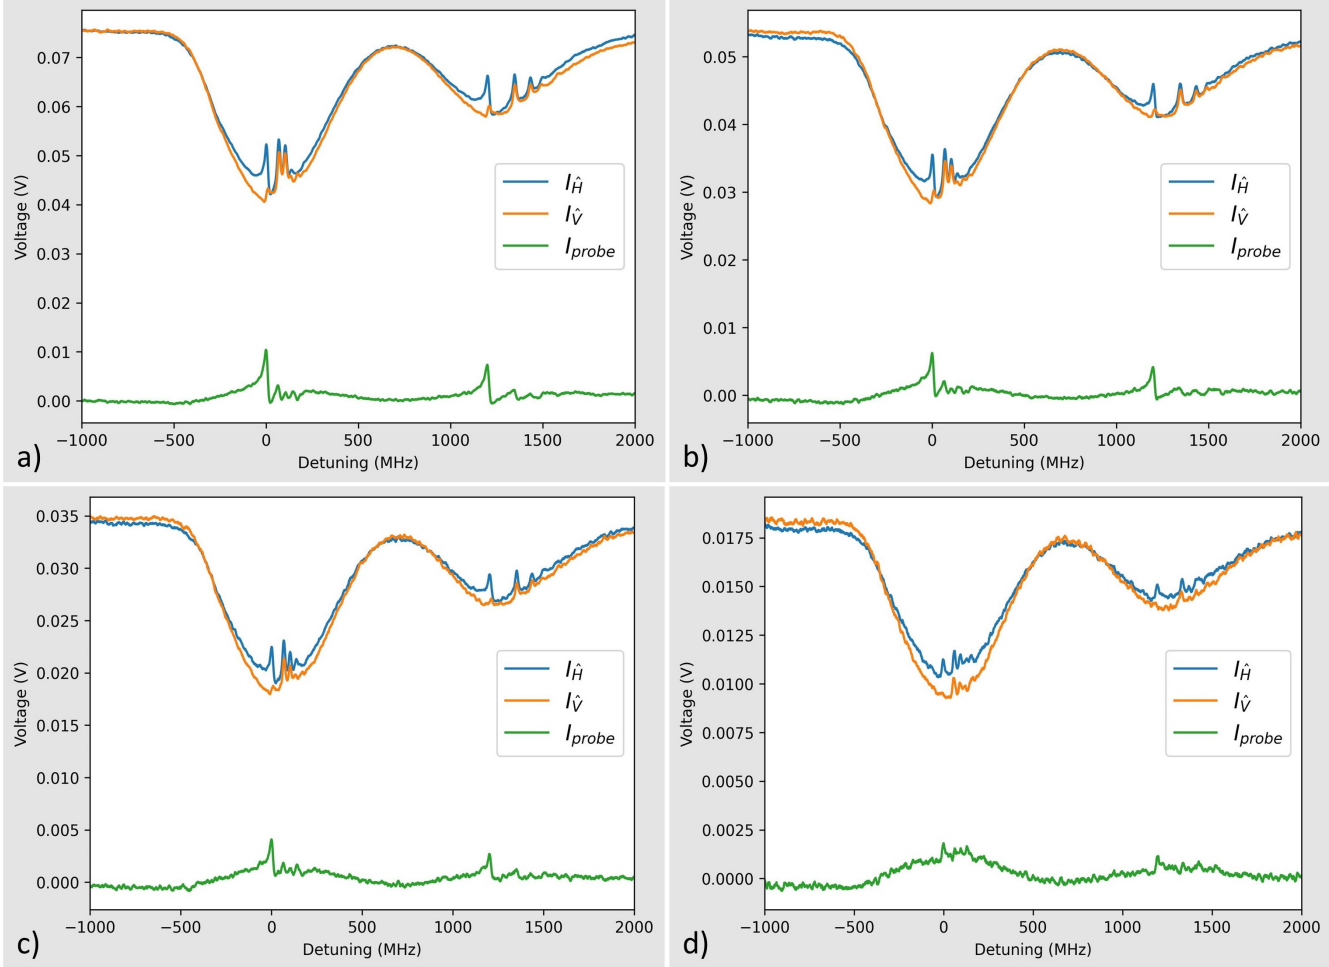 0.07
0.06
0.05
0.04
0.03
0.02
0.01
0.00
Voltage (V)
I_Ĥ
I_V̂
I_probe
−1000 −500 0 500 1000 1500 2000
Detuning (MHz)
a)
0.05
0.04
0.03
0.02
0.01
0.00
Voltage (V)
I_Ĥ
I_V̂
I_probe
−1000 −500 0 500 1000 1500 2000
Detuning (MHz)
b)
0.035
0.030
0.025
0.020
0.015
0.010
0.005
0.000
Voltage (V)
I_Ĥ
I_V̂
I_probe
−1000 −500 0 500 1000 1500 2000
Detuning (MHz)
c)
0.0175
0.0150
0.0125
0.0100
0.0075
0.0050
0.0025
0.0000
Voltage (V)
I_Ĥ
I_V̂
I_probe
−1000 −500 0 500 1000 1500 2000
Detuning (MHz)
d)